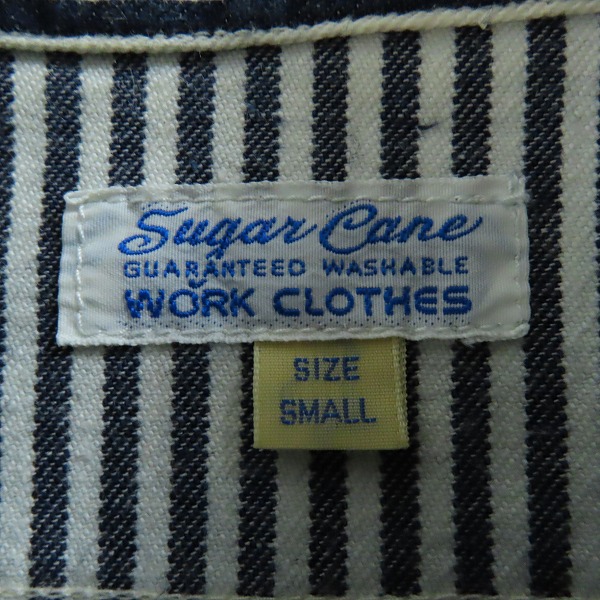 Sugar Cane
GUARANTEED WASHABLE
WORK CLOTHES
SIZE
SMALL